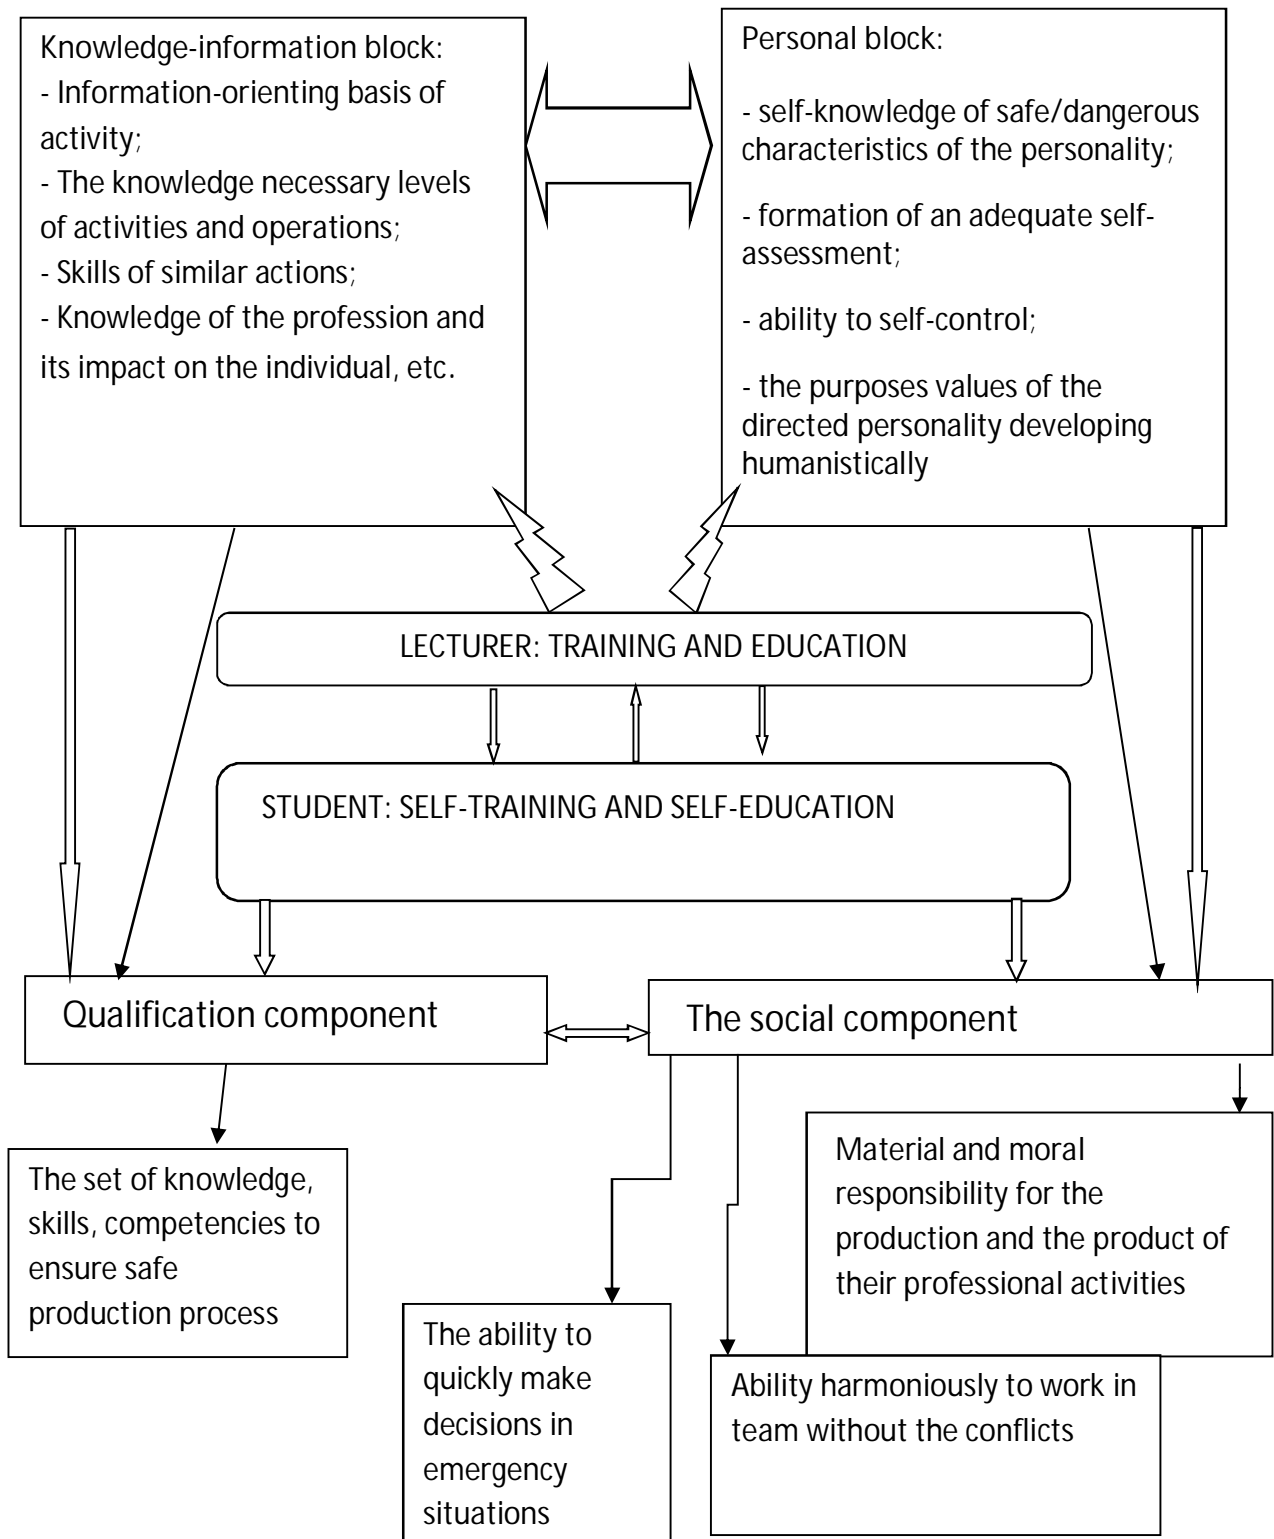 Knowledge-information block:
- Information-orienting basis of
activity;
- The knowledge necessary levels
of activities and operations;
- Skills of similar actions;
- Knowledge of the profession and
its impact on the individual, etc.
Personal block:
- self-knowledge of safe/dangerous
characteristics of the personality;
- formation of an adequate self-
assessment;
- ability to self-control;
- the purposes values of the
directed personality developing
humanistically
LECTURER: TRAINING AND EDUCATION
STUDENT: SELF-TRAINING AND SELF-EDUCATION
Qualification component
The social component
The set of knowledge,
skills, competencies to
ensure safe
production process
The ability to
quickly make
decisions in
emergency
situations
Ability harmoniously to work in
team without the conflicts
Material and moral
responsibility for the
production and the product of
their professional activities